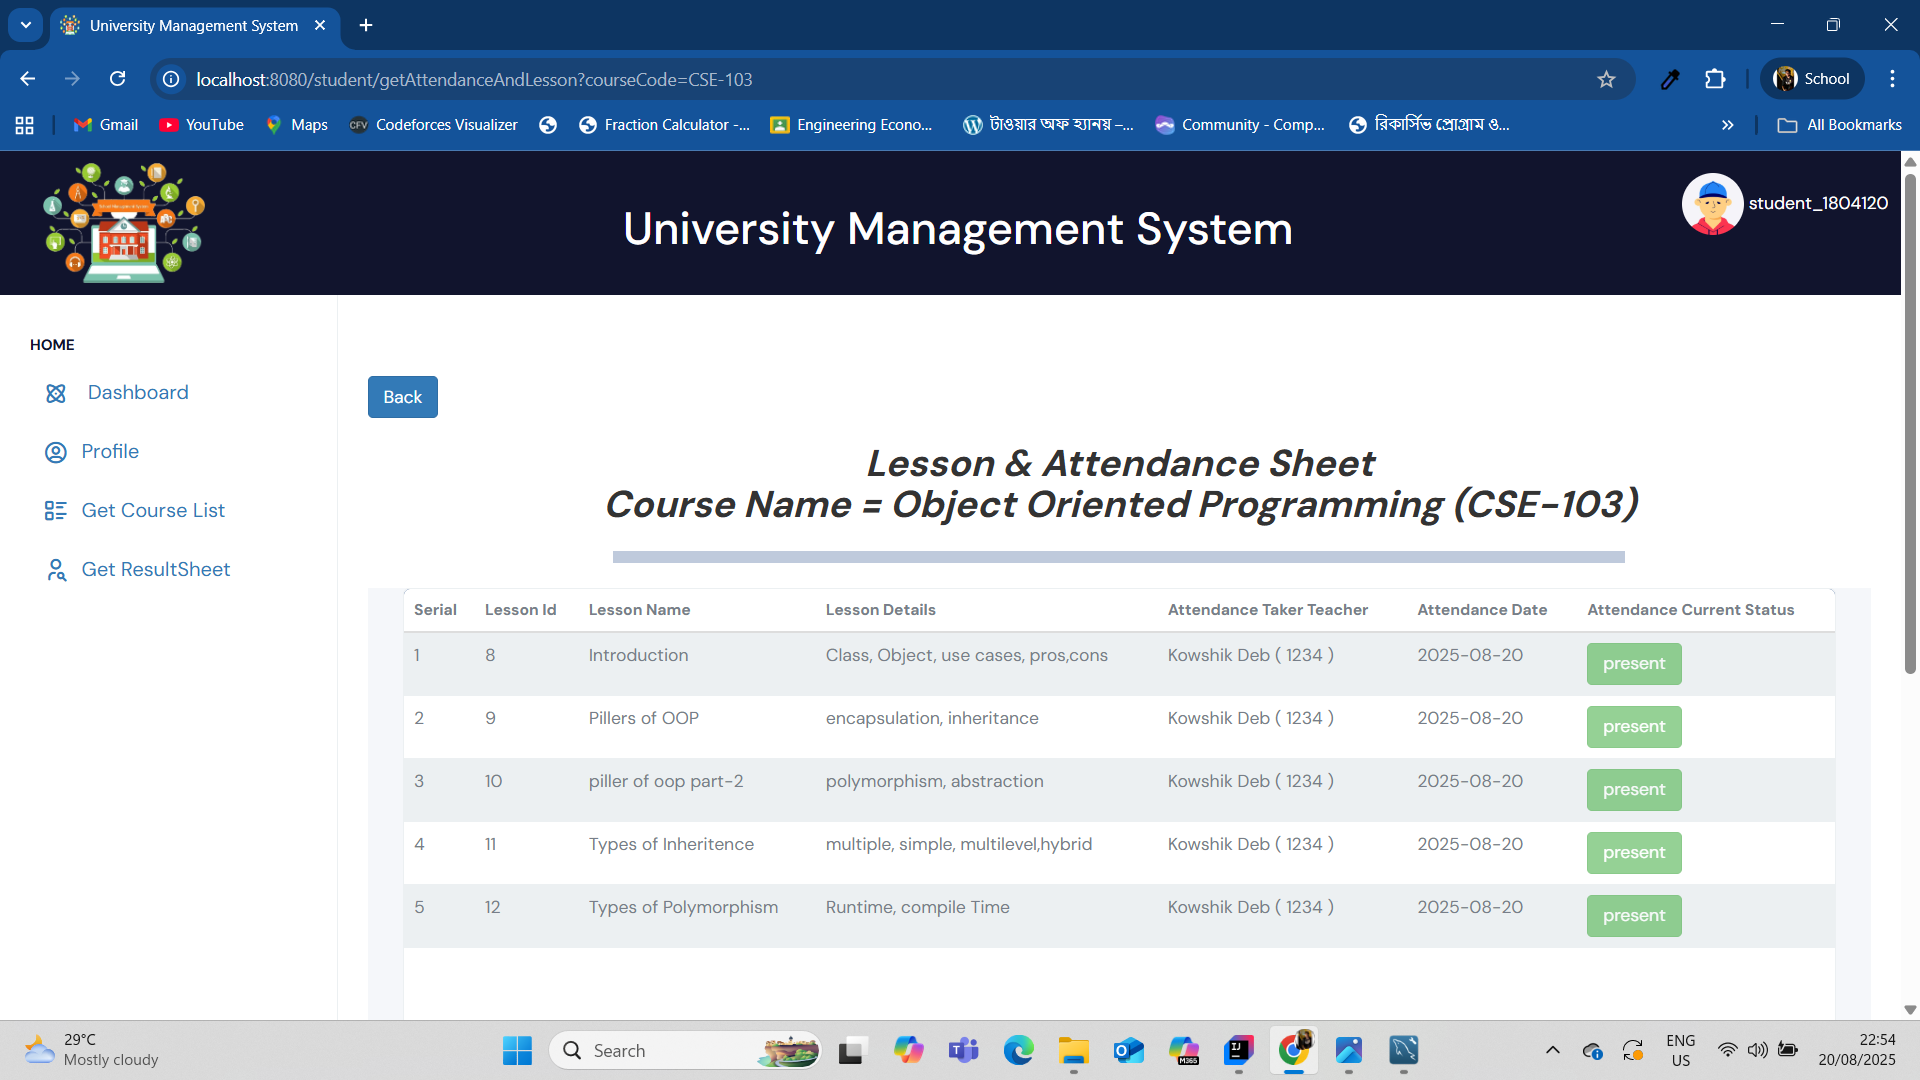 University Management System
localhost:8080/student/getAttendanceAndLesson?courseCode=CSE-103
School
Gmail
YouTube
Maps
CFV
Codeforces Visualizer
Fraction Calculator -...
Engineering Econo...
টাওয়ার অফ হ্যানয় –...
Community - Comp...
রিকার্সিভ প্রোগ্রাম ও...
All Bookmarks
University Management System
student_1804120
HOME
Dashboard
Profile
Get Course List
Get ResultSheet
Back
Lesson & Attendance Sheet
Course Name = Object Oriented Programming (CSE-103)
Serial Lesson Id Lesson Name Lesson Details Attendance Taker Teacher Attendance Date Attendance Current Status
1 8 Introduction Class, Object, use cases, pros,cons Kowshik Deb ( 1234 ) 2025-08-20 present
2 9 Pillers of OOP encapsulation, inheritance Kowshik Deb ( 1234 ) 2025-08-20 present
3 10 piller of oop part-2 polymorphism, abstraction Kowshik Deb ( 1234 ) 2025-08-20 present
4 11 Types of Inheritence multiple, simple, multilevel,hybrid Kowshik Deb ( 1234 ) 2025-08-20 present
5 12 Types of Polymorphism Runtime, compile Time Kowshik Deb ( 1234 ) 2025-08-20 present
29°C
Mostly cloudy
Search
M365
IJ
ENG
US
22:54
20/08/2025